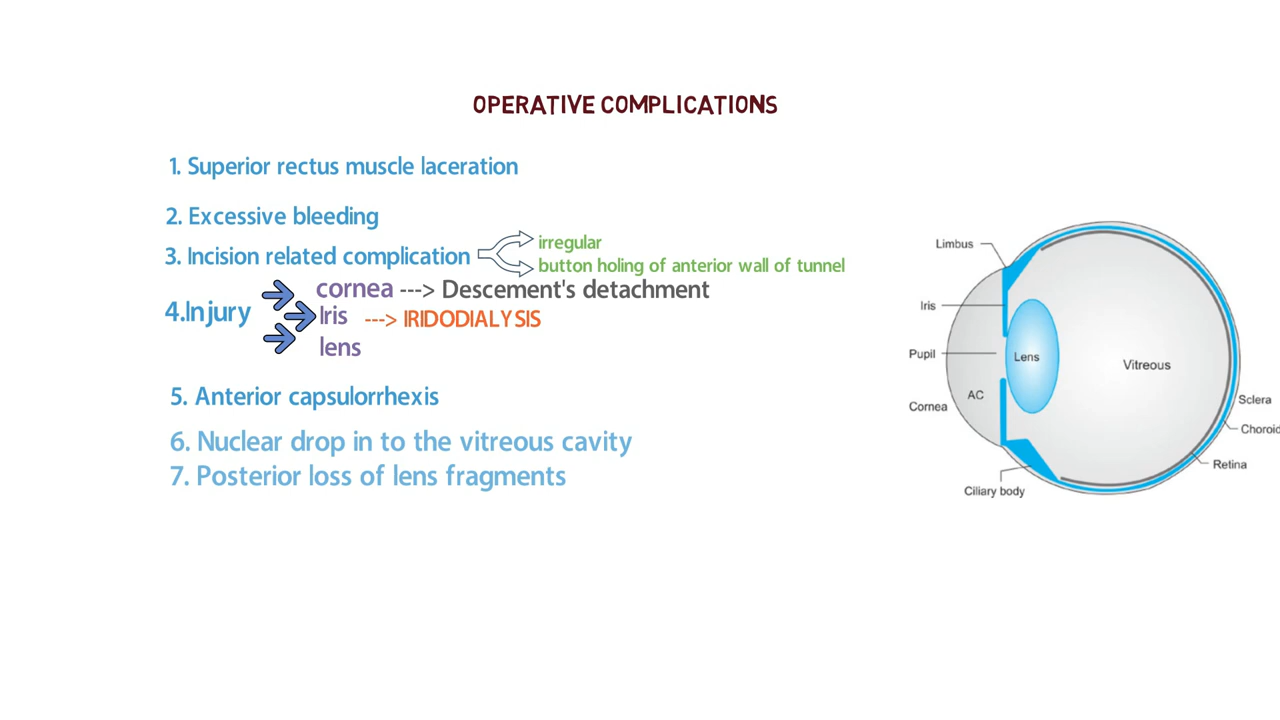 OPERATIVE COMPLICATIONS
1. Superior rectus muscle laceration
2. Excessive bleeding
3. Incision related complication
irregular
button holing of anterior wall of tunnel
4.Injury
cornea ---> Descement's detachment
Iris ---> IRIDODIALYSIS
lens
5. Anterior capsulorrhexis
6. Nuclear drop in to the vitreous cavity
7. Posterior loss of lens fragments
Limbus
Iris
Pupil
Lens
Vitreous
AC
Cornea
Sclera
Choroid
Retina
Ciliary body